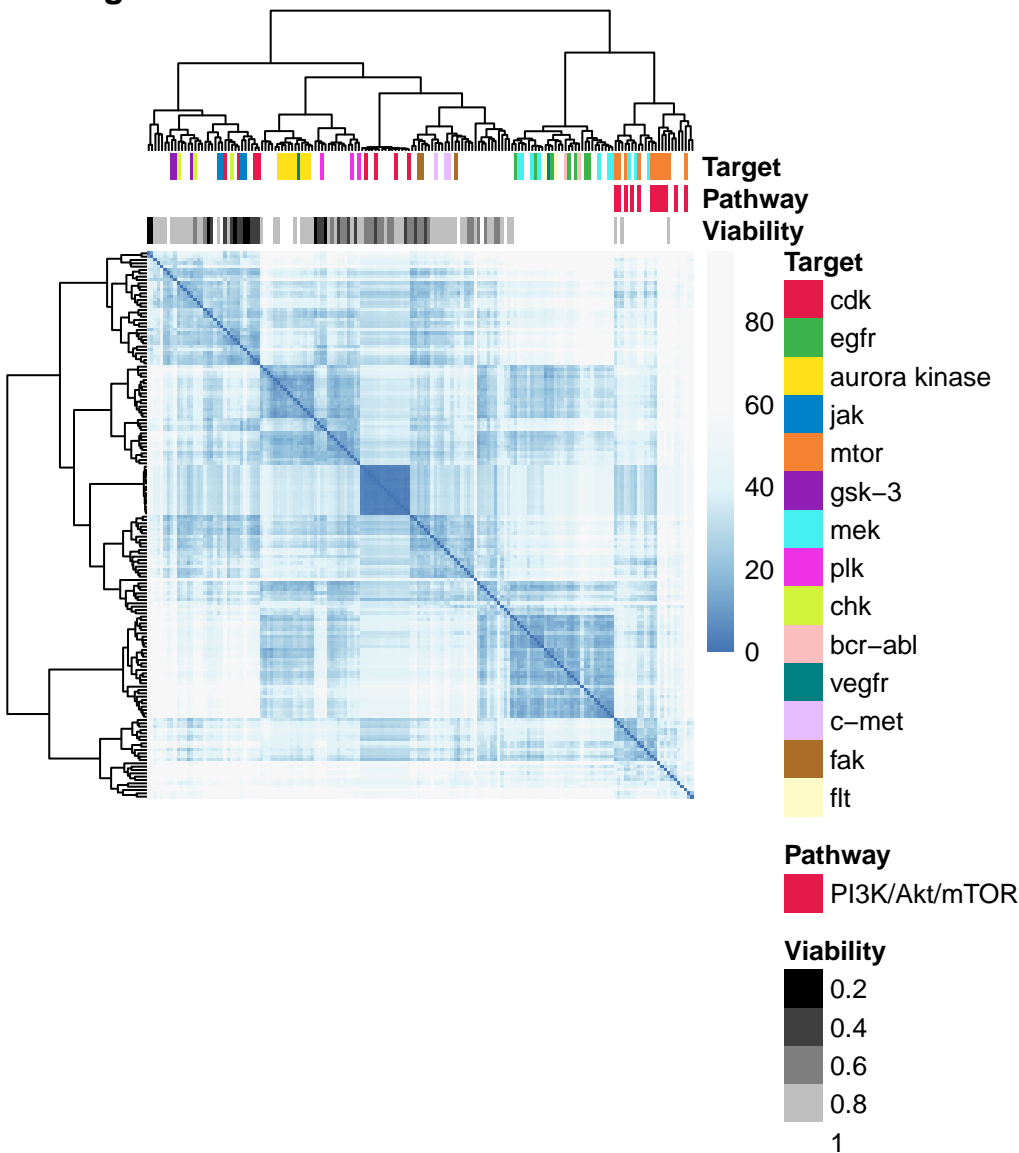 Target
Pathway
Viability
80
60
40
20
0
Target
cdk
egfr
aurora kinase
jak
mtor
gsk−3
mek
plk
chk
bcr−abl
vegfr
c−met
fak
flt
Pathway
PI3K/Akt/mTOR
Viability
0.2
0.4
0.6
0.8
1